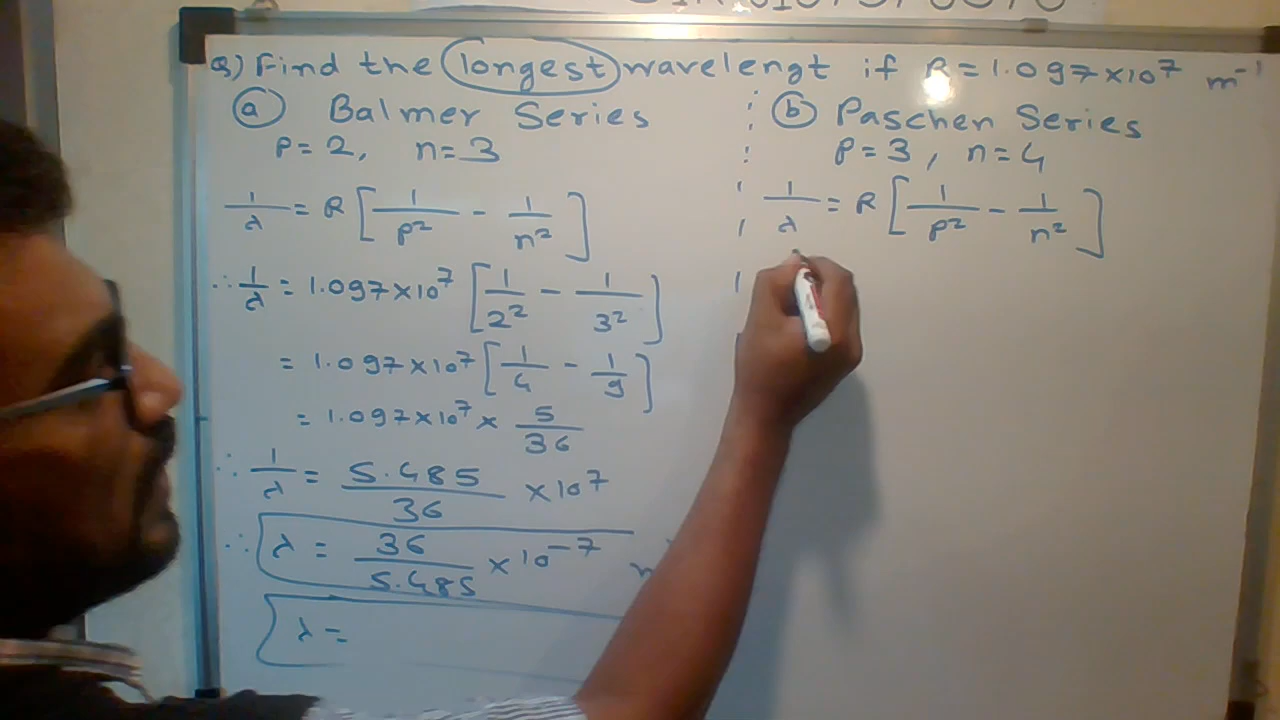 Q) Find the longest wavelengt if R = 1.097×10⁷ m⁻¹
ⓐ Balmer Series
P = 2, n = 3
1/λ = R [1/P² - 1/n²]
∴ 1/λ = 1.097×10⁷ [1/2² - 1/3²]
= 1.097×10⁷ [1/4 - 1/9]
= 1.097×10⁷ × 5/36
∴ 1/λ = 5.485/36 ×10⁷
∴ λ = 36/5.485 ×10⁻⁷
λ =
ⓑ Paschen Series
P = 3, n = 4
1/λ = R [1/P² - 1/n²]